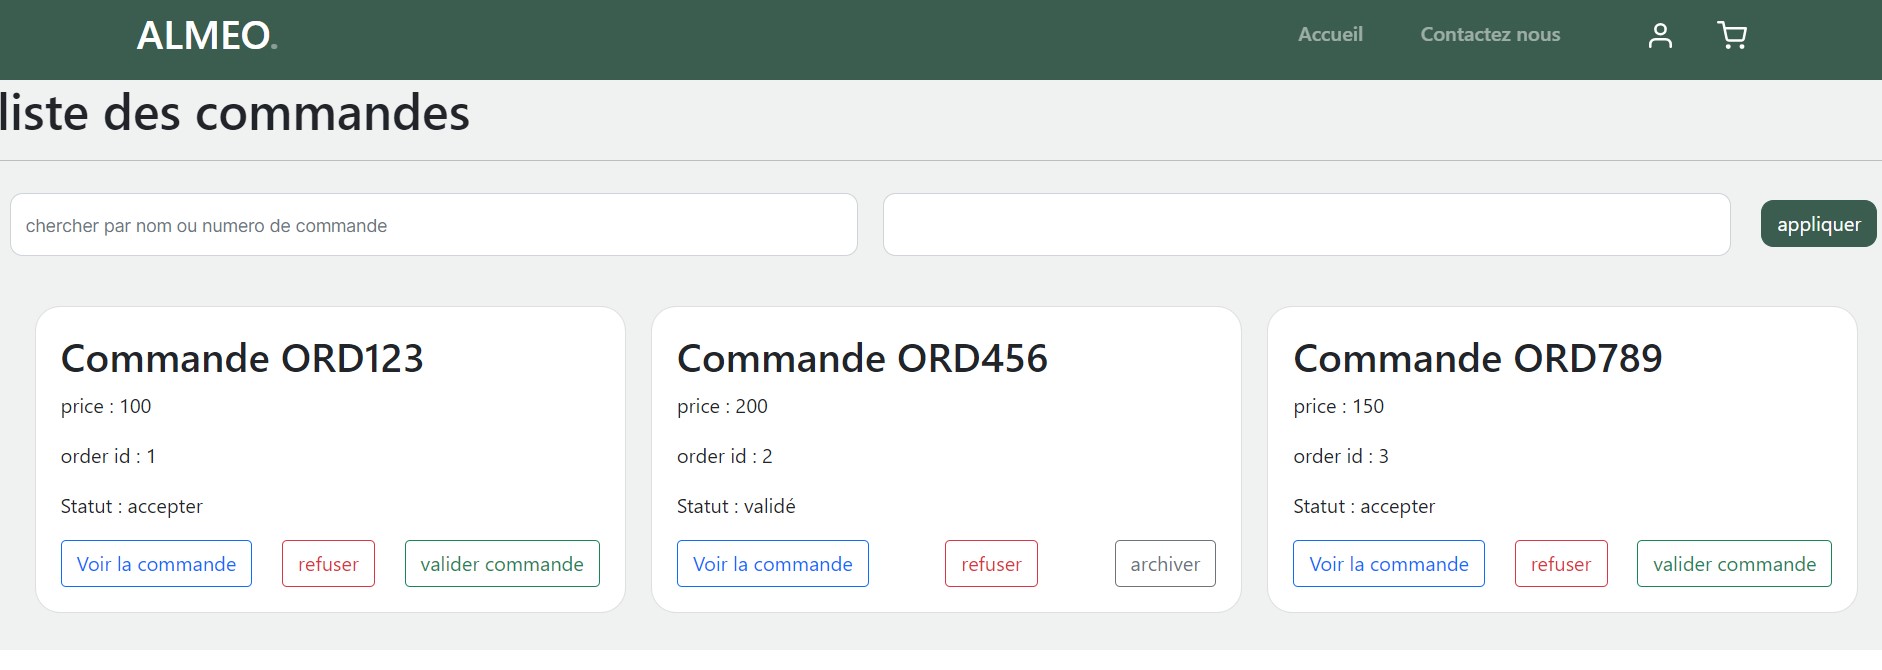 ALMEO.
Accueil
Contactez nous
liste des commandes
chercher par nom ou numero de commande
appliquer
Commande ORD123
price : 100
order id : 1
Statut : accepter
Voir la commande
refuser
valider commande
Commande ORD456
price : 200
order id : 2
Statut : validé
Voir la commande
refuser
archiver
Commande ORD789
price : 150
order id : 3
Statut : accepter
Voir la commande
refuser
valider commande